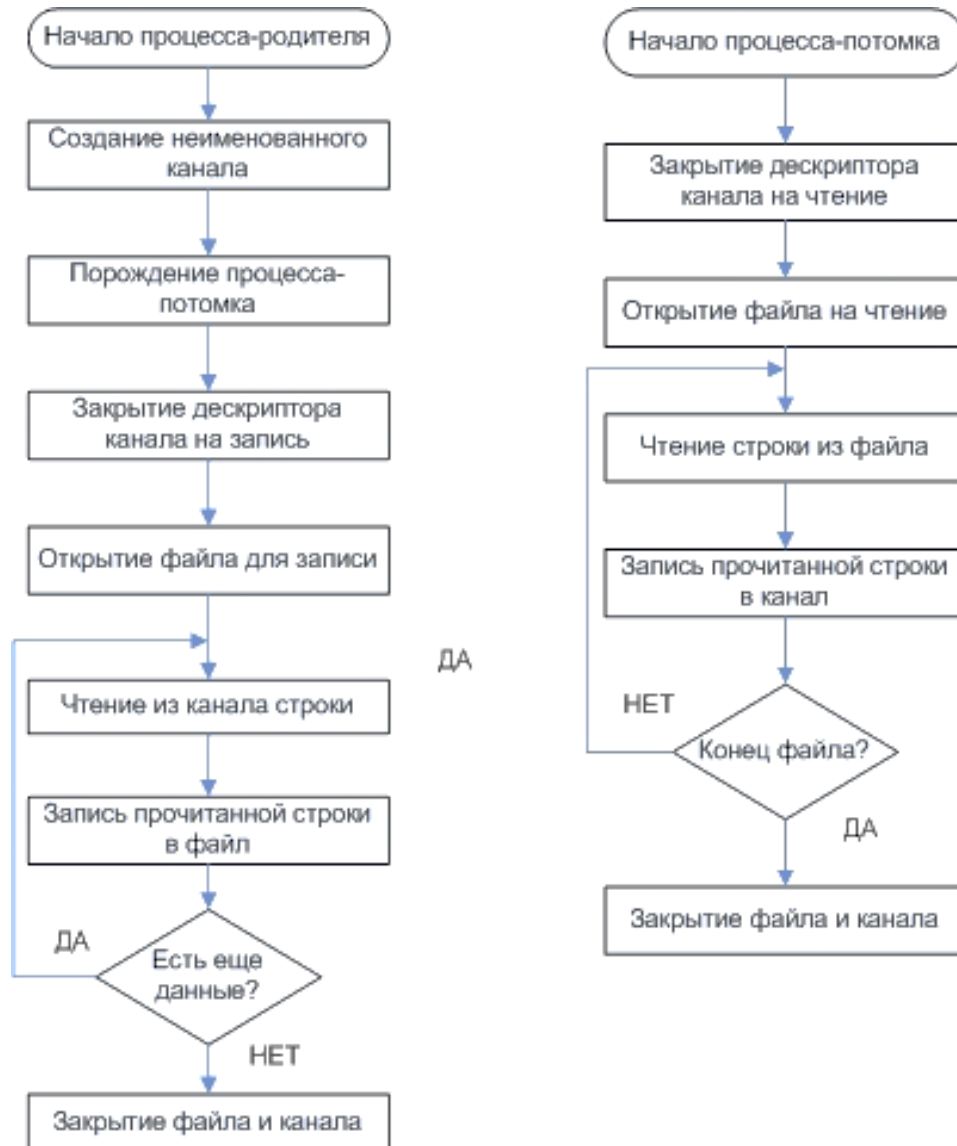 Начало процесса-родителя
Создание неименованного
канала
Порождение процесса-
потомка
Закрытие дескриптора
канала на запись
Открытие файла для записи
Чтение из канала строки
Запись прочитанной строки
в файл
ДА
Есть еще
данные?
НЕТ
Закрытие файла и канала
ДА
Начало процесса-потомка
Закрытие дескриптора
канала на чтение
Открытие файла на чтение
Чтение строки из файла
Запись прочитанной строки
в канал
НЕТ
Конец файла?
ДА
Закрытие файла и канала